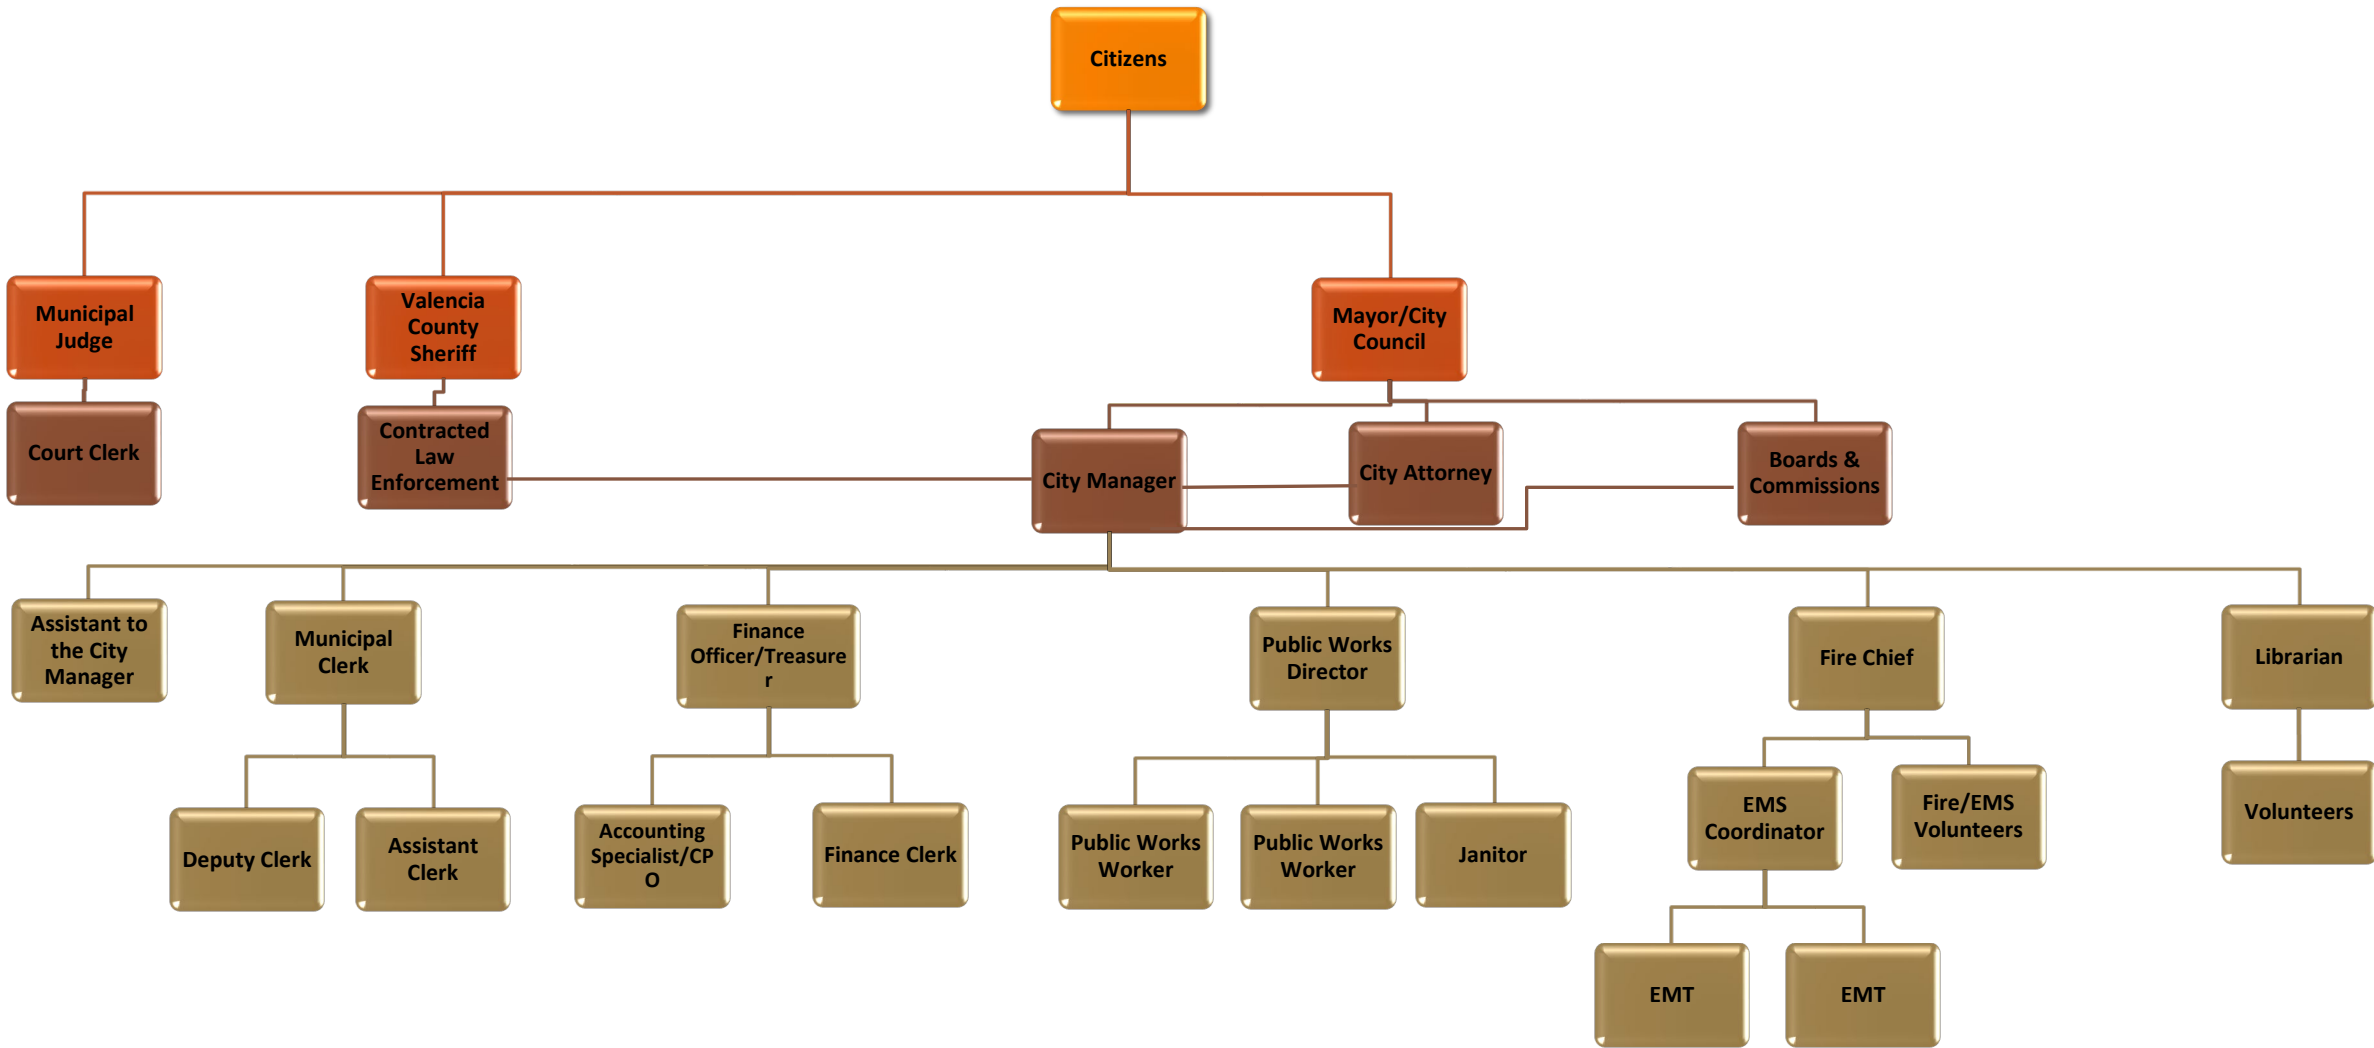 Citizens
Municipal
Judge
Valencia
County
Sheriff
Mayor/City
Council
Court Clerk
Contracted
Law
Enforcement
City Manager
City Attorney
Boards &
Commissions
Assistant to
the City
Manager
Municipal
Clerk
Finance
Officer/Treasure
r
Public Works
Director
Fire Chief
Librarian
Deputy Clerk
Assistant
Clerk
Accounting
Specialist/CP
O
Finance Clerk
Public Works
Worker
Public Works
Worker
Janitor
EMS
Coordinator
Fire/EMS
Volunteers
Volunteers
EMT
EMT